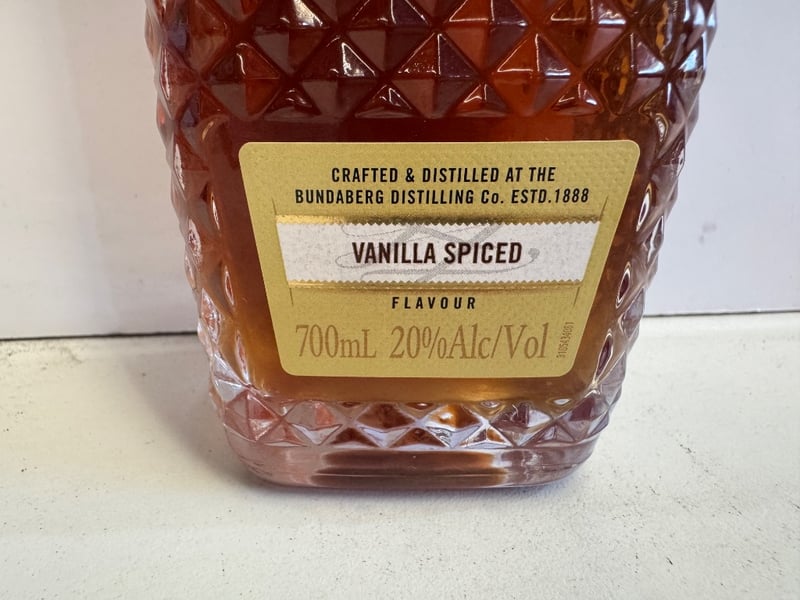 CRAFTED & DISTILLED AT THE
BUNDABERG DISTILLING Co. ESTD.1888
VANILLA SPICED
FLAVOUR
700mL 20%Alc/Vol